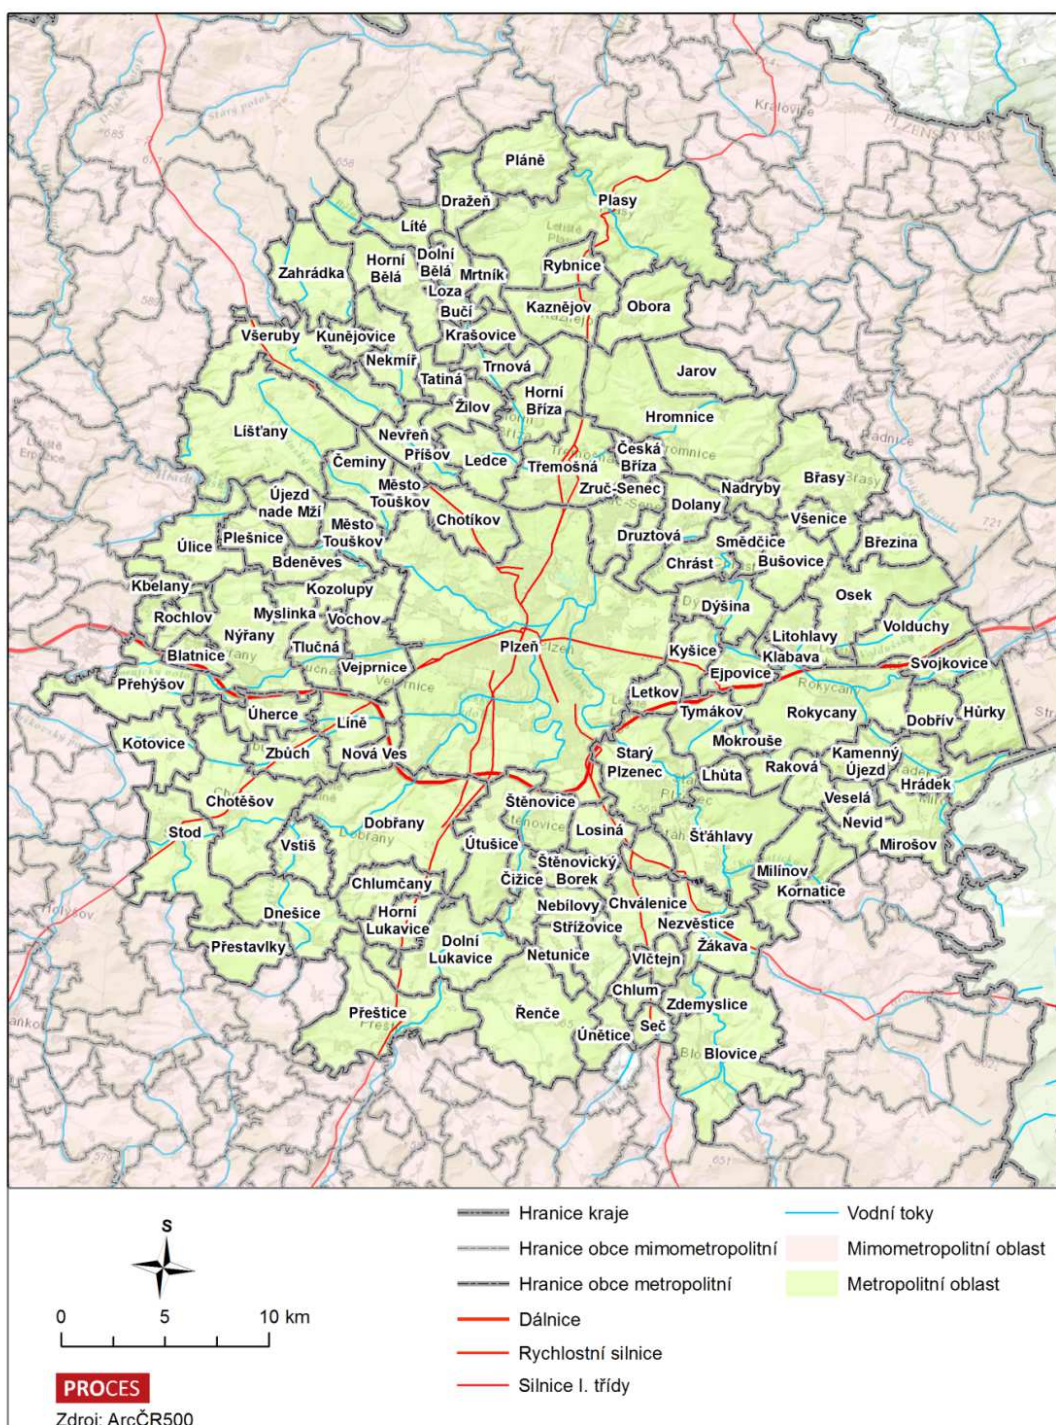 Kralovice
PLZEŇSKÝ KR
Pláně
Dražeň
Plasy
Líté
Dolní
Bělá
Horní
Bělá
Zahrádka
Mrtník
Rybnice
Loza
Kaznějov
Obora
Bučí
Všeruby
Kunějovice
Krašovice
Nekmíř
Trnová
Jarov
Tatiná
Žilov
Horní
Bříza
Hromnice
Líšťany
Nevřeň
Příšov
Ledce
Čeminy
Třemošná
Česká
Bříza
Město
Touškov
Zruč-Senec
Nadryby
Břasy
Újezd
nade Mží
Chotíkov
Dolany
Město
Touškov
Všenice
Plešnice
Druztová
Smědčice
Březina
Úlice
Bdeněves
Chrást
Bušovice
Kbelany
Kozolupy
Osek
Rochlov
Myslinka
Vochov
Dýšina
Volduchy
Nýřany
Tlučná
Plzeň
Kyšice
Litohlavy
Klabava
Blatnice
Vejprnice
Ejpovice
Svojkovice
Přehýšov
Letkov
Úherce
Líně
Tymákov
Rokycany
Dobřív
Hůrky
Kotovice
Zbůch
Nová Ves
Starý
Plzenec
Mokrouše
Kamenný
Újezd
Lhůta
Raková
Hrádek
Chotěšov
Štěnovice
Veselá
Stod
Dobřany
Losiná
Šťáhlavy
Nevid
Vstiš
Útušice
Mirošov
Štěnovický
Borek
Chlumčany
Čižice
Milínov
Kornatice
Dnešice
Horní
Lukavice
Nebílovy
Chválenice
Střížovice
Nezvěstice
Přestavlky
Dolní
Lukavice
Netunice
Vlčtejn
Žákava
Chlum
Zdemyslice
Přeštice
Řenče
Únětice
Seč
Blovice
S
0 5 10 km
PROCES
Zdroj: ArcČR500
Hranice kraje
Hranice obce mimometropolitní
Hranice obce metropolitní
Dálnice
Rychlostní silnice
Silnice I. třídy
Vodní toky
Mimometropolitní oblast
Metropolitní oblast